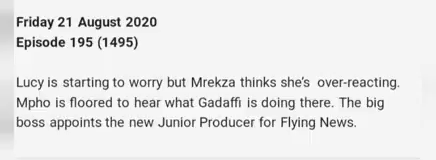 Friday 21 August 2020
Episode 195 (1495)
Lucy is starting to worry but Mrekza thinks she's over-reacting.
Mpho is floored to hear what Gadaffi is doing there. The big
boss appoints the new Junior Producer for Flying News.